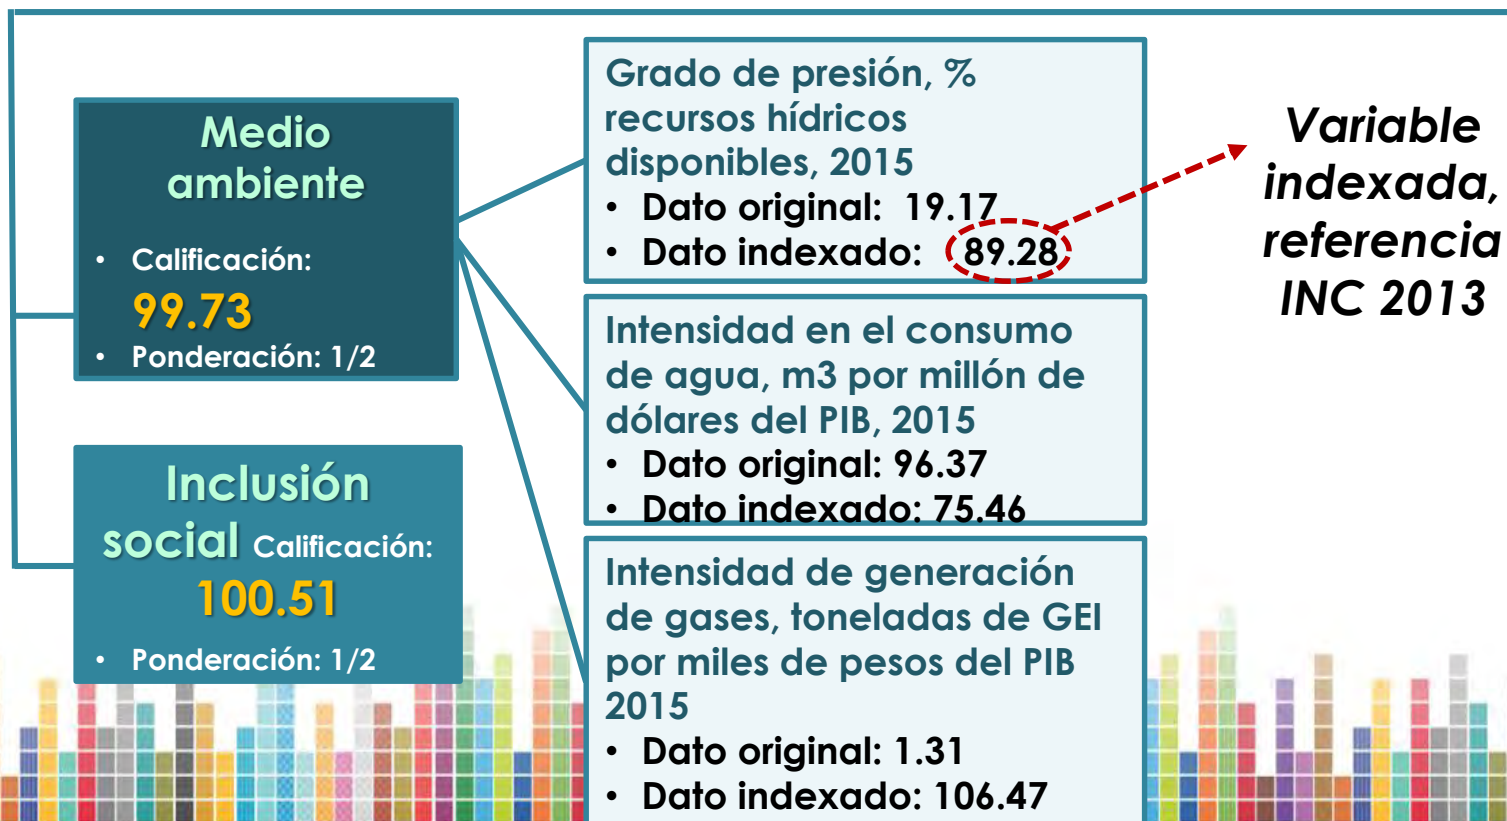 Medio
ambiente
• Calificación:
99.73
• Ponderación: 1/2
Inclusión
social Calificación:
100.51
• Ponderación: 1/2
Grado de presión, %
recursos hídricos
disponibles, 2015
• Dato original: 19.17
• Dato indexado: 89.28
Intensidad en el consumo
de agua, m3 por millón de
dólares del PIB, 2015
• Dato original: 96.37
• Dato indexado: 75.46
Intensidad de generación
de gases, toneladas de GEI
por miles de pesos del PIB
2015
• Dato original: 1.31
• Dato indexado: 106.47
Variable
indexada,
referencia
INC 2013